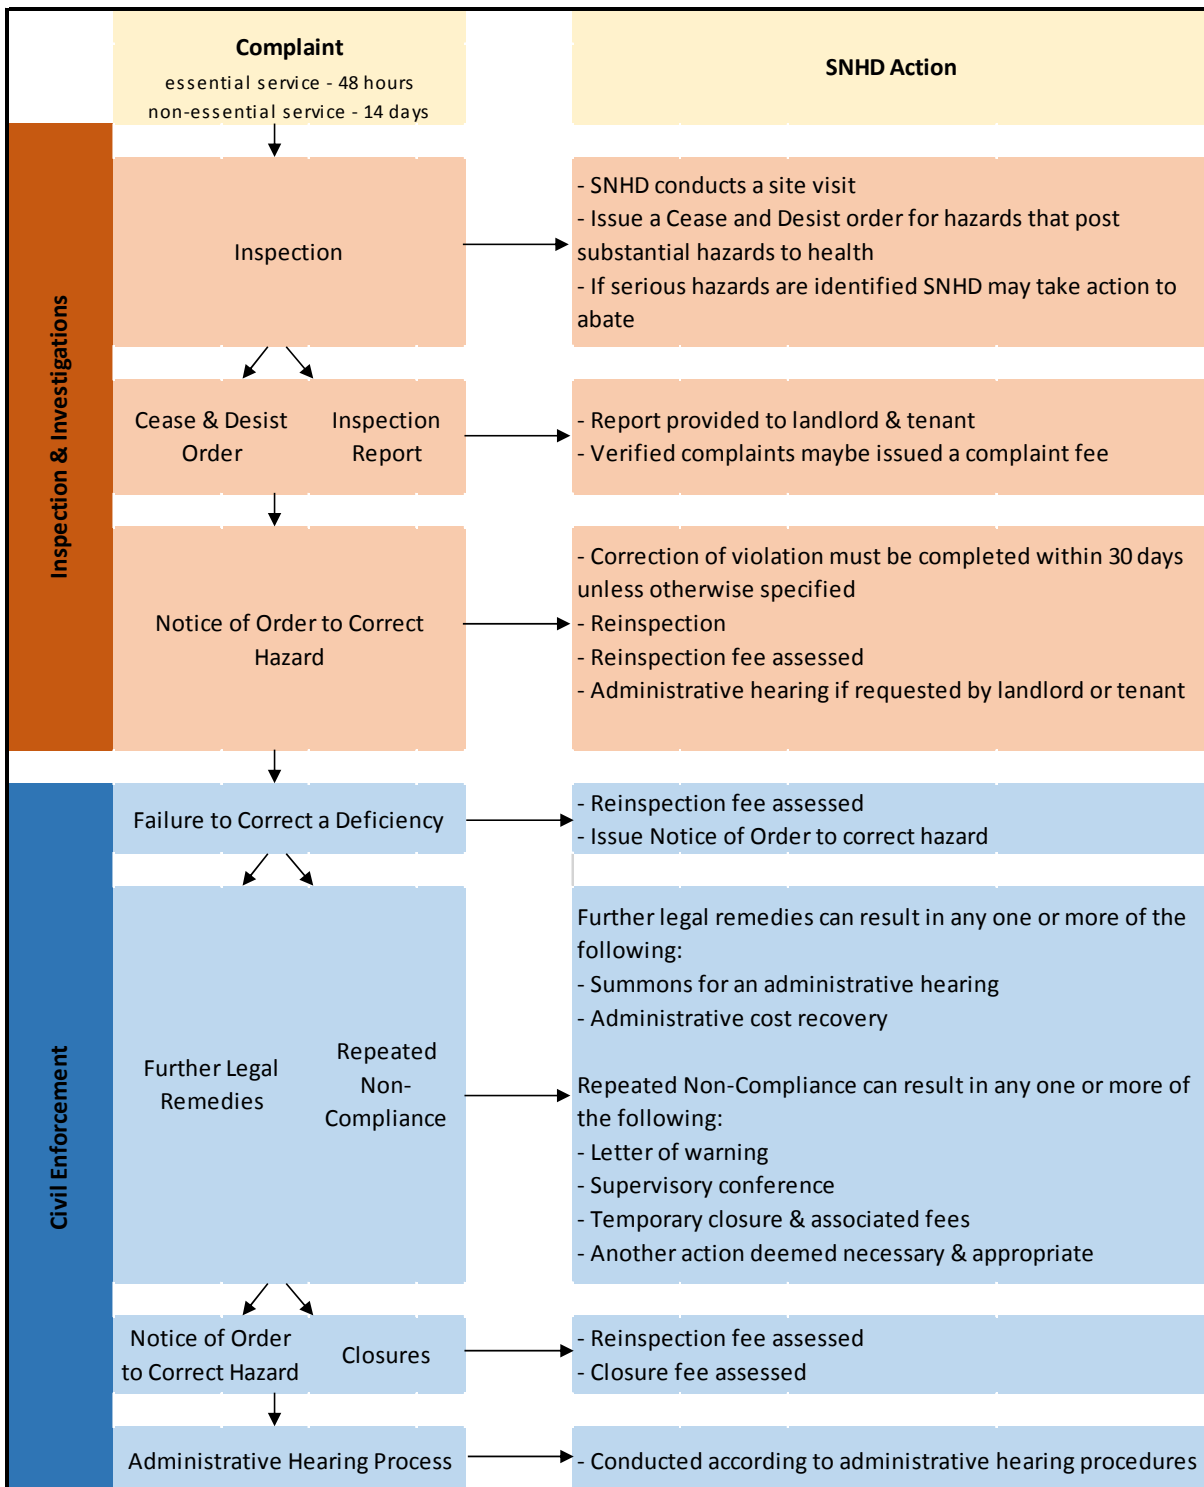 Complaint
essential service - 48 hours
non-essential service - 14 days
SNHD Action
Inspection & Investigations
Inspection
- SNHD conducts a site visit
- Issue a Cease and Desist order for hazards that post
substantial hazards to health
- If serious hazards are identified SNHD may take action to
abate
Cease & Desist
Order
Inspection
Report
- Report provided to landlord & tenant
- Verified complaints maybe issued a complaint fee
Notice of Order to Correct
Hazard
- Correction of violation must be completed within 30 days
unless otherwise specified
- Reinspection
- Reinspection fee assessed
- Administrative hearing if requested by landlord or tenant
Civil Enforcement
Failure to Correct a Deficiency
- Reinspection fee assessed
- Issue Notice of Order to correct hazard
Further Legal
Remedies
Repeated
Non-
Compliance
Further legal remedies can result in any one or more of the
following:
- Summons for an administrative hearing
- Administrative cost recovery
Repeated Non-Compliance can result in any one or more of
the following:
- Letter of warning
- Supervisory conference
- Temporary closure & associated fees
- Another action deemed necessary & appropriate
Notice of Order
to Correct Hazard
Closures
- Reinspection fee assessed
- Closure fee assessed
Administrative Hearing Process
- Conducted according to administrative hearing procedures